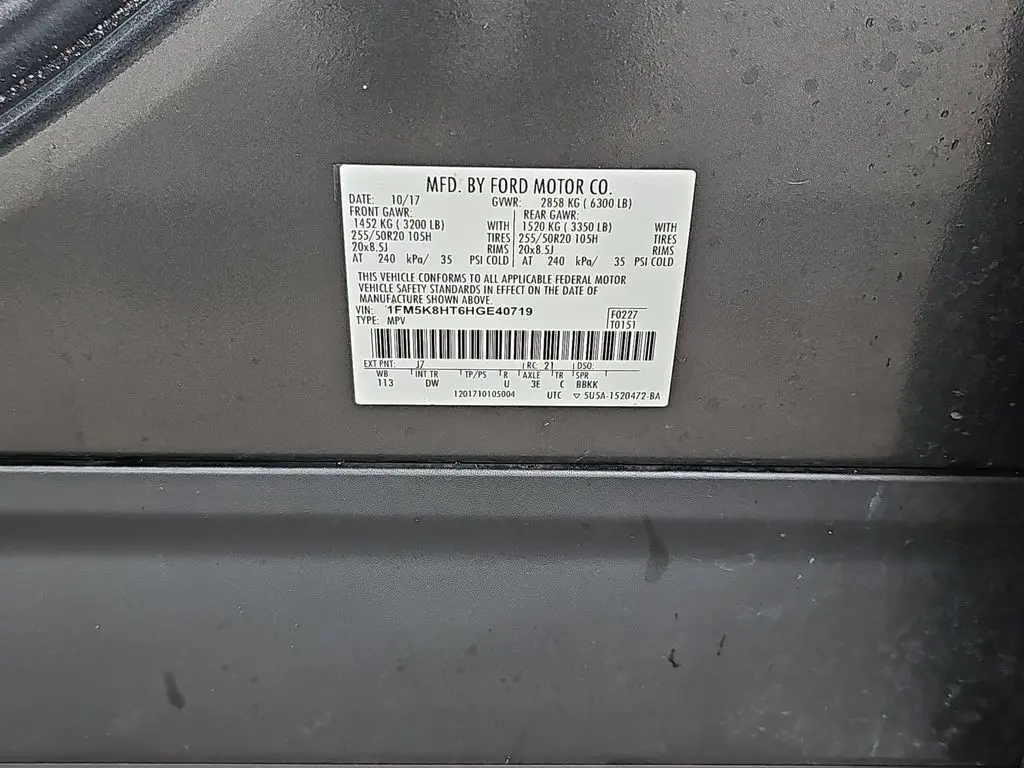 MFD. BY FORD MOTOR CO.
DATE: 10/17 GVWR: 2858 KG ( 6300 LB)
FRONT GAWR: REAR GAWR:
1452 KG ( 3200 LB) WITH 1520 KG ( 3350 LB) WITH
255/50R20 105H TIRES 255/50R20 105H TIRES
20x8.5J RIMS 20x8.5J RIMS
AT 240 kPa/ 35 PSI COLD AT 240 kPa/ 35 PSI COLD
THIS VEHICLE CONFORMS TO ALL APPLICABLE FEDERAL MOTOR
VEHICLE SAFETY STANDARDS IN EFFECT ON THE DATE OF
MANUFACTURE SHOWN ABOVE.
VIN: 1FM5K8HT6HGE40719 F0227
TYPE: MPV T0151
EXT PNT: J7 RC: 21 DSO:
WB INT TR TP/PS R AXLE TR SPR
113 DW U 3E C BBKK
1201710105004 UTC ▽ 5U5A-1520472-BA